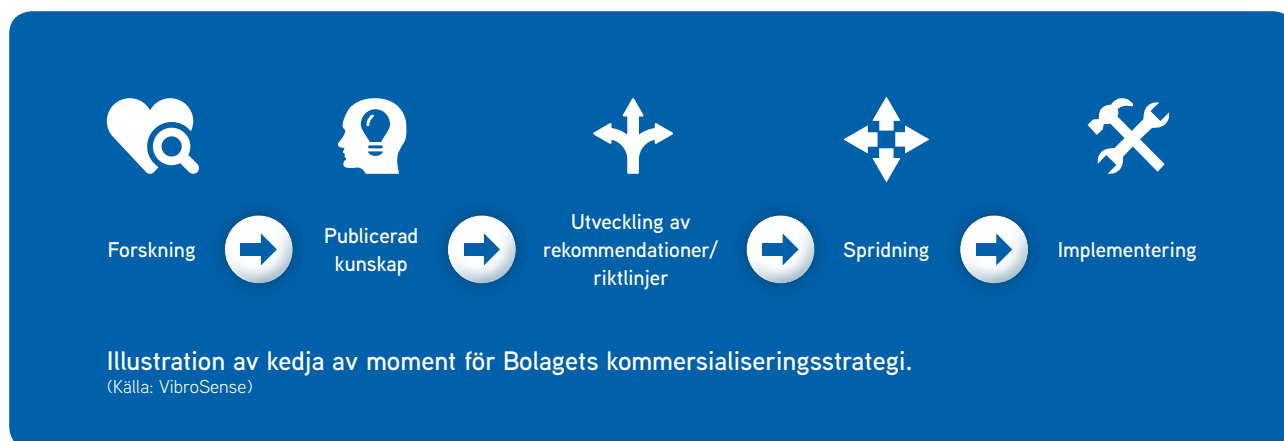 Forskning
Publicerad
kunskap
Utveckling av
rekommendationer/
riktlinjer
Spridning
Implementering
Illustration av kedja av moment för Bolagets kommersialiseringsstrategi.
(Källa: VibroSense)